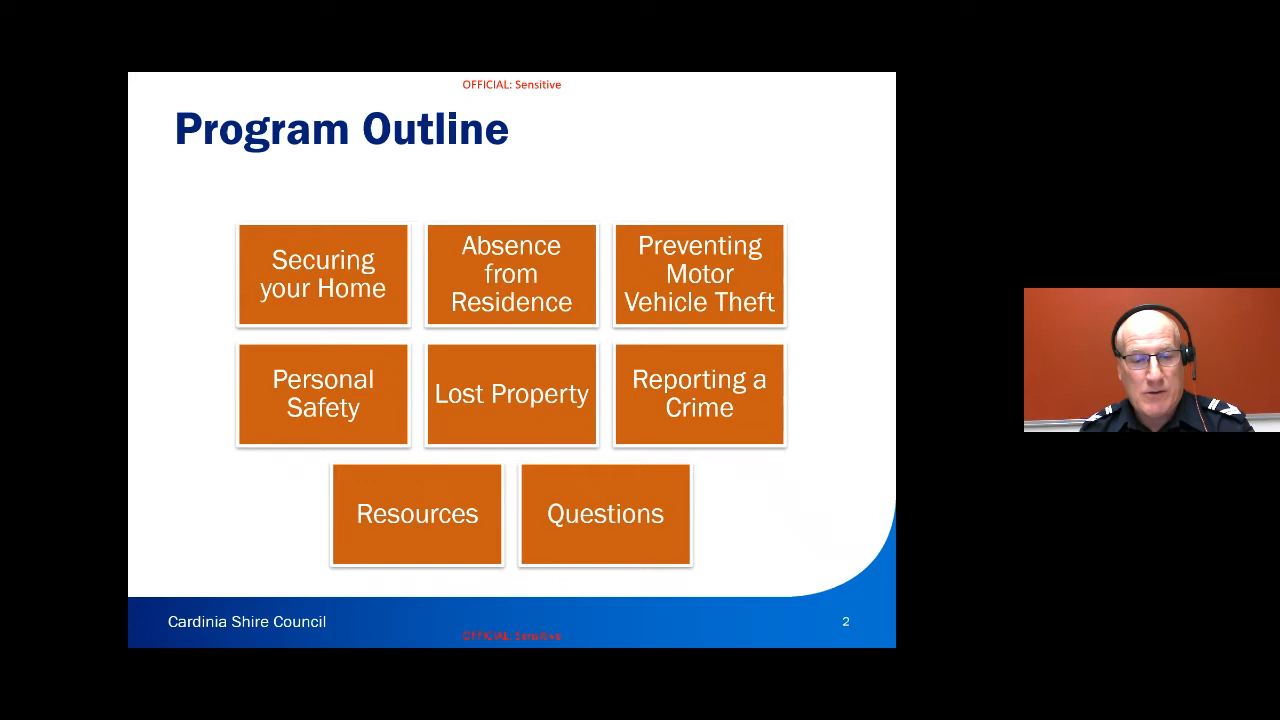 OFFICIAL: Sensitive
Program Outline
Securing
your Home
Absence
from
Residence
Preventing
Motor
Vehicle Theft
Personal
Safety
Lost Property
Reporting a
Crime
Resources
Questions
Cardinia Shire Council
OFFICIAL: Sensitive
2